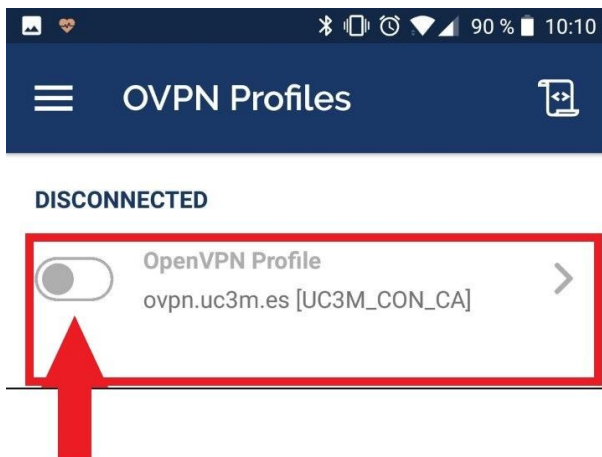 90 % 10:10
OVPN Profiles
DISCONNECTED
OpenVPN Profile
ovpn.uc3m.es [UC3M_CON_CA]